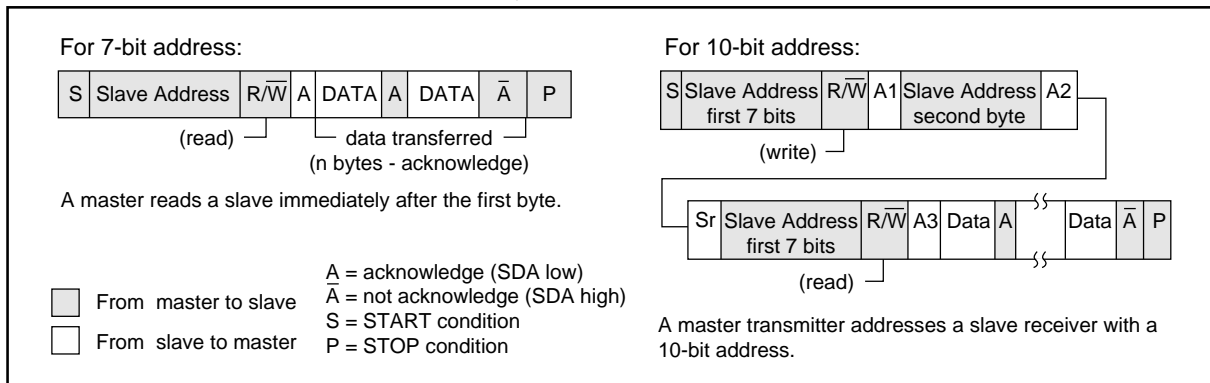 For 7-bit address:
S Slave Address R/W̅ A DATA A DATA A̅ P
(read) data transferred
(n bytes - acknowledge)
A master reads a slave immediately after the first byte.
From master to slave
From slave to master
A = acknowledge (SDA low)
A̅ = not acknowledge (SDA high)
S = START condition
P = STOP condition
For 10-bit address:
S Slave Address first 7 bits R/W̅ A1 Slave Address second byte A2
(write)
Sr Slave Address first 7 bits R/W̅ A3 Data A Data A̅ P
(read)
A master transmitter addresses a slave receiver with a
10-bit address.